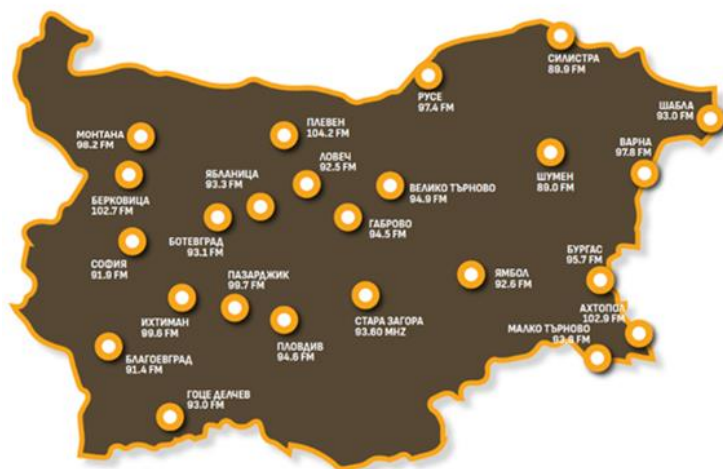 СИЛИСТРА
89.9 FM
РУСЕ
97.4 FM
ШАБЛА
93.0 FM
МОНТАНА
98.2 FM
ПЛЕВЕН
104.2 FM
ВАРНА
97.8 FM
ЛОВЕЧ
92.5 FM
ШУМЕН
89.0 FM
ЯБЛАНИЦА
93.3 FM
БЕРКОВИЦА
102.7 FM
ВЕЛИКО ТЪРНОВО
94.9 FM
ГАБРОВО
94.5 FM
БОТЕВГРАД
93.1 FM
СОФИЯ
91.9 FM
БУРГАС
95.7 FM
ПАЗАРДЖИК
99.7 FM
ЯМБОЛ
92.6 FM
ИХТИМАН
99.6 FM
СТАРА ЗАГОРА
93.60 MHZ
АХТОПОЛ
102.9 FM
МАЛКО ТЪРНОВО
FM
ПЛОВДИВ
94.6 FM
БЛАГОЕВГРАД
91.4 FM
ГОЦЕ ДЕЛЧЕВ
93.0 FM